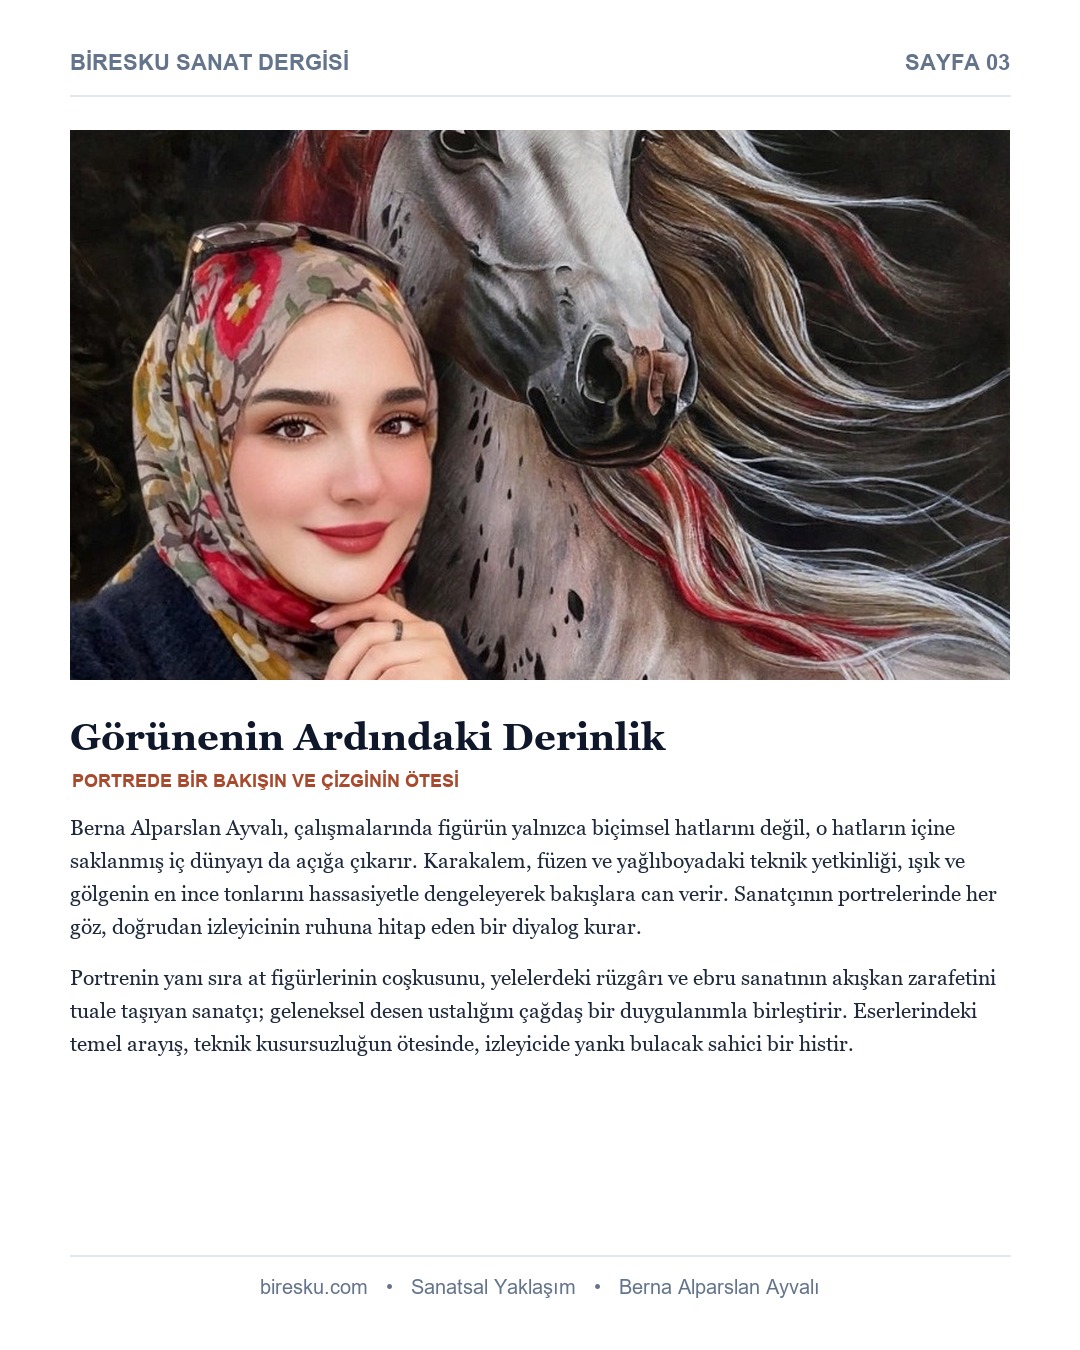 BİRESKU SANAT DERGİSİ
SAYFA 03
Görünenin Ardındaki Derinlik
PORTREDE BİR BAKIŞIN VE ÇİZGİNİN ÖTESİ
Berna Alparslan Ayvalı, çalışmalarında figürün yalnızca biçimsel hatlarını değil, o hatların içine
saklanmış iç dünyayı da açığa çıkarır. Karakalem, füzen ve yağlıboyadaki teknik yetkinliği, ışık ve
gölgenin en ince tonlarını hassasiyetle dengeleyerek bakışlara can verir. Sanatçının portrelerinde her
göz, doğrudan izleyicinin ruhuna hitap eden bir diyalog kurar.
Portrenin yanı sıra at figürlerinin coşkusunu, yelelerdeki rüzgârı ve ebru sanatının akışkan zarafetini
tuale taşıyan sanatçı; geleneksel desen ustalığını çağdaş bir duygulanımla birleştirir. Eserlerindeki
temel arayış, teknik kusursuzluğun ötesinde, izleyicide yankı bulacak sahici bir histir.
biresku.com • Sanatsal Yaklaşım • Berna Alparslan Ayvalı